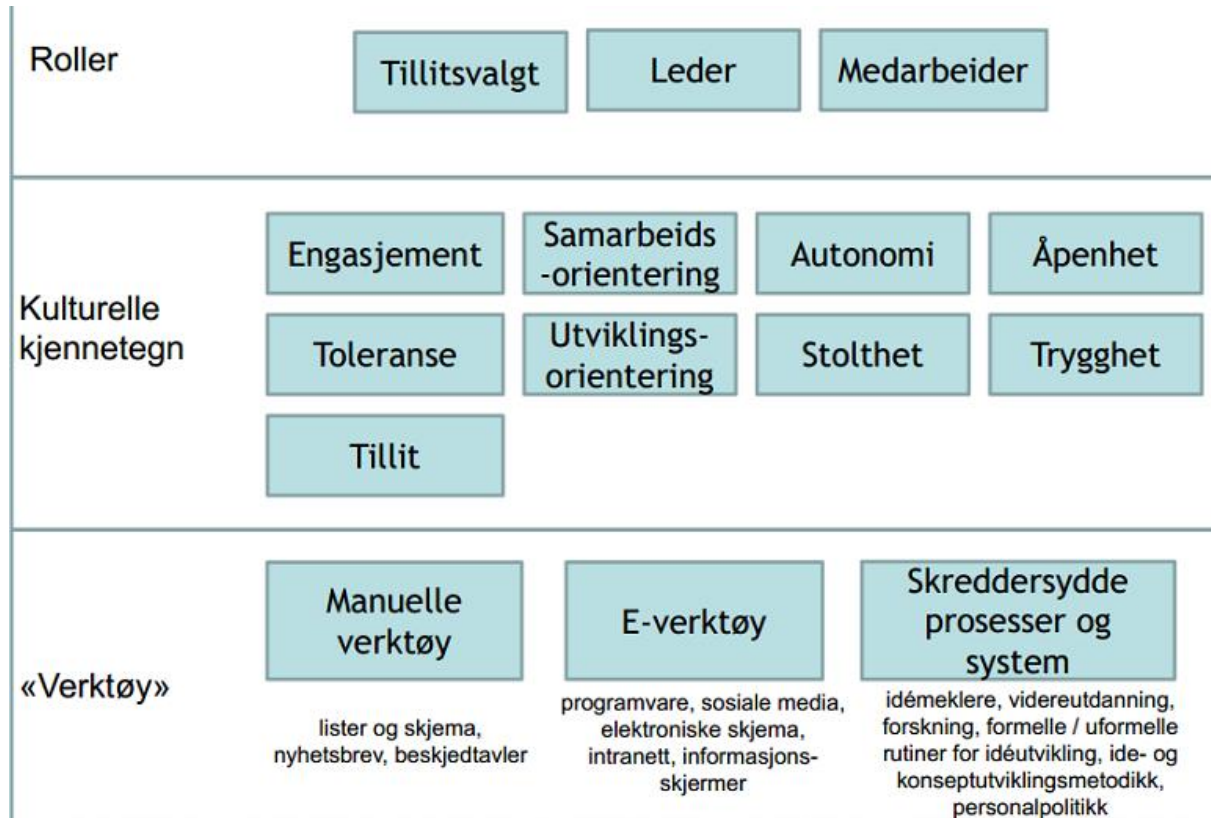 Roller
Tillitsvalgt
Leder
Medarbeider
Kulturelle
kjennetegn
Engasjement
Samarbeids
-orientering
Autonomi
Åpenhet
Toleranse
Utviklings-
orientering
Stolthet
Trygghet
Tillit
«Verktøy»
Manuelle
verktøy
lister og skjema,
nyhetsbrev, beskjedtavler
E-verktøy
programvare, sosiale media,
elektroniske skjema,
intranett, informasjons-
skjermer
Skreddersydde
prosesser og
system
idémeklere, videreutdanning,
forskning, formelle / uformelle
rutiner for idéutvikling, ide- og
konseptutviklingsmetodikk,
personalpolitikk